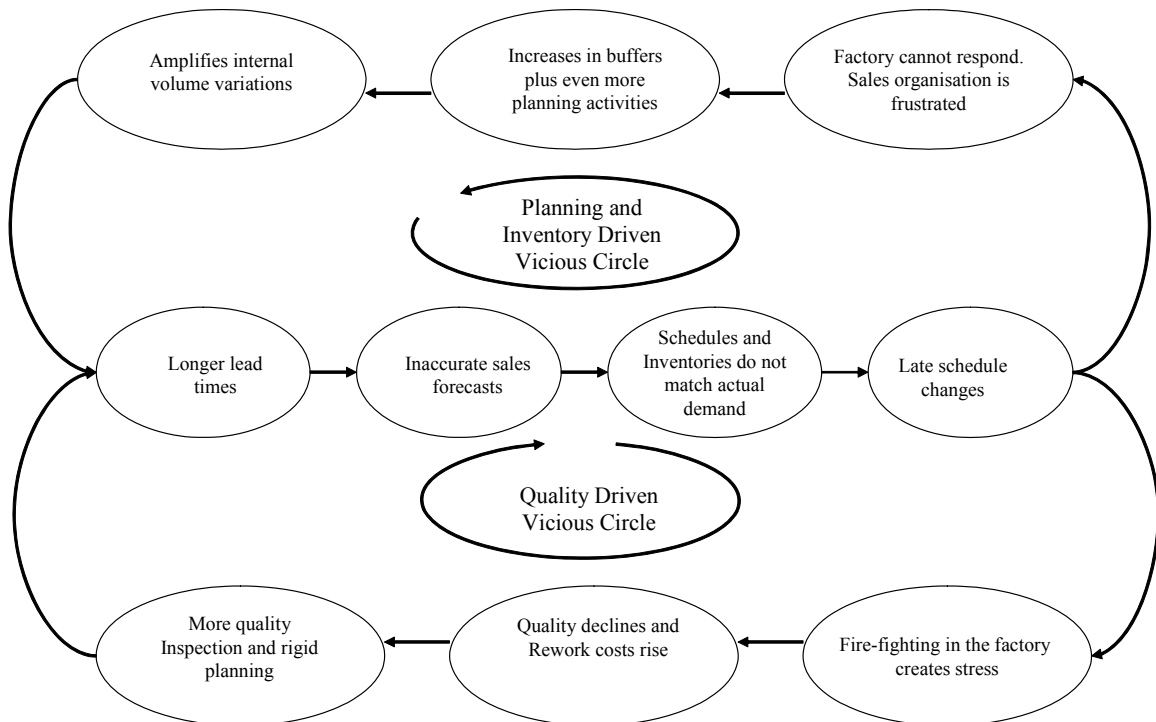 Amplifies internal
volume variations
Increases in buffers
plus even more
planning activities
Factory cannot respond.
Sales organisation is
frustrated
Planning and
Inventory Driven
Vicious Circle
Longer lead
times
Inaccurate sales
forecasts
Schedules and
Inventories do not
match actual
demand
Late schedule
changes
Quality Driven
Vicious Circle
More quality
Inspection and rigid
planning
Quality declines and
Rework costs rise
Fire-fighting in the factory
creates stress